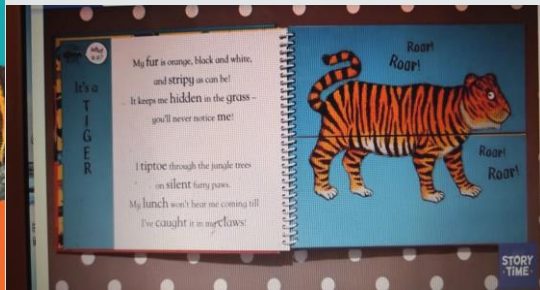 It's a
TIGER
My fur is orange, black and white,
and stripy as can be!
It keeps me hidden in the grass –
you'll never notice me!
I tiptoe through the jungle trees
on silent furry paws.
My lunch won't hear me coming till
I've caught it in my claws!
Roar!
Roar!
Roar!
Roar!
STORY
TIME